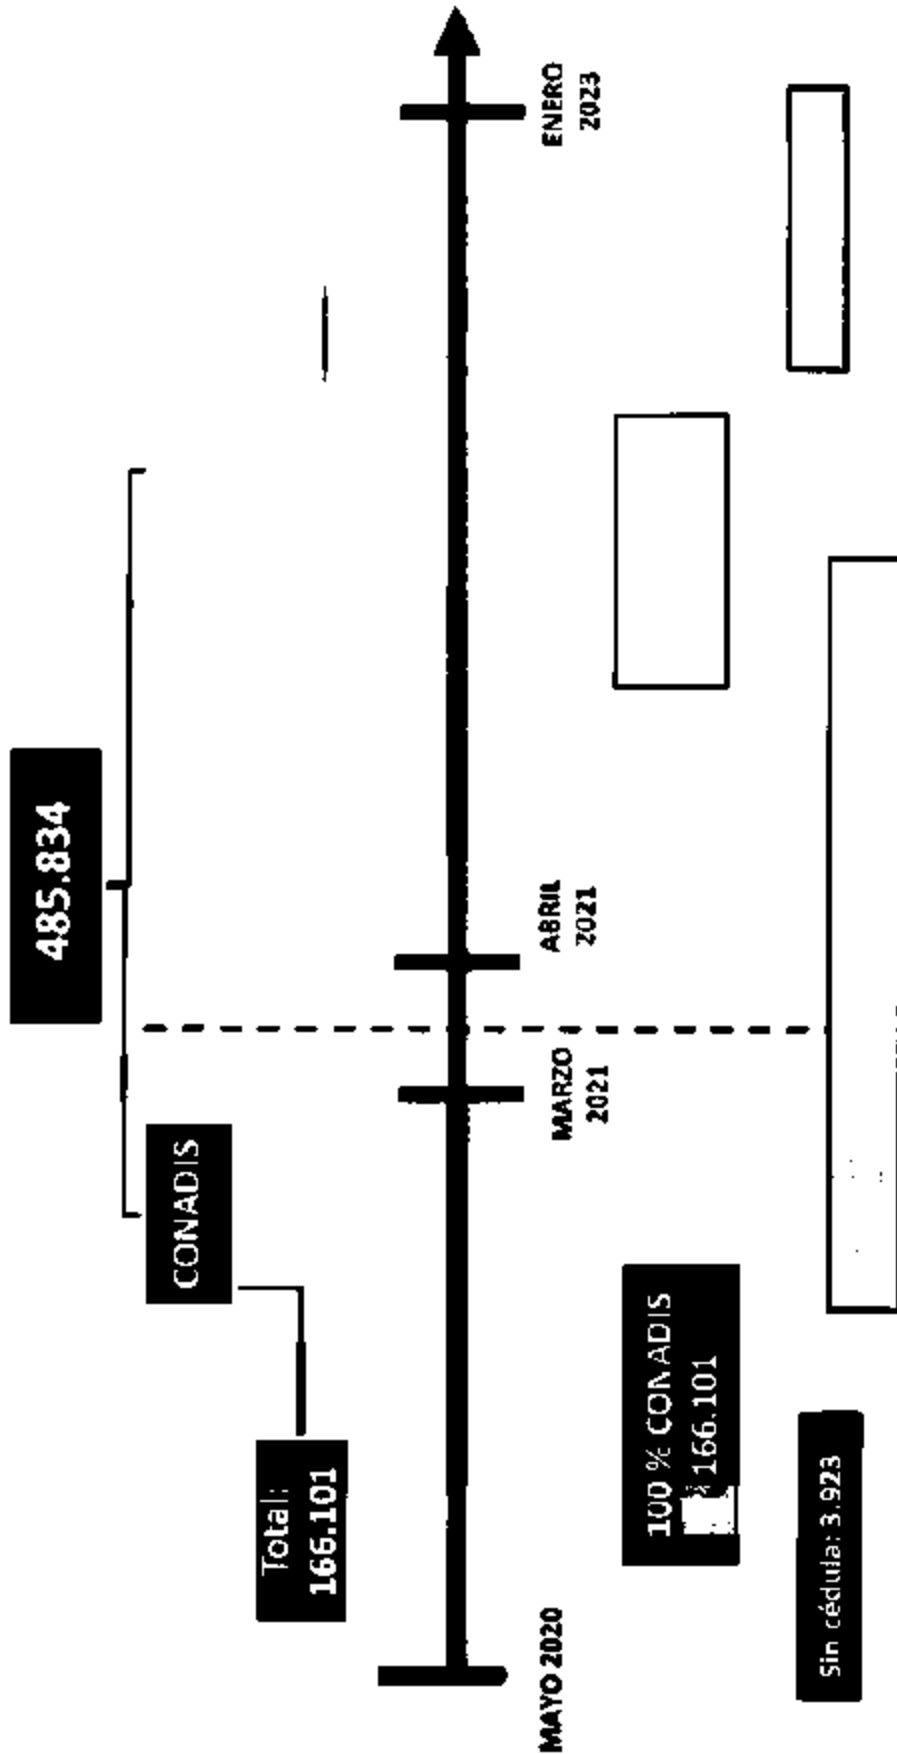 485.834
CONADIS
Total:
166.101
MAYO 2020
MARZO
2021
ABRIL
2021
ENERO
2023
100 % CONADIS
166.101
Sin cédula: 3.923